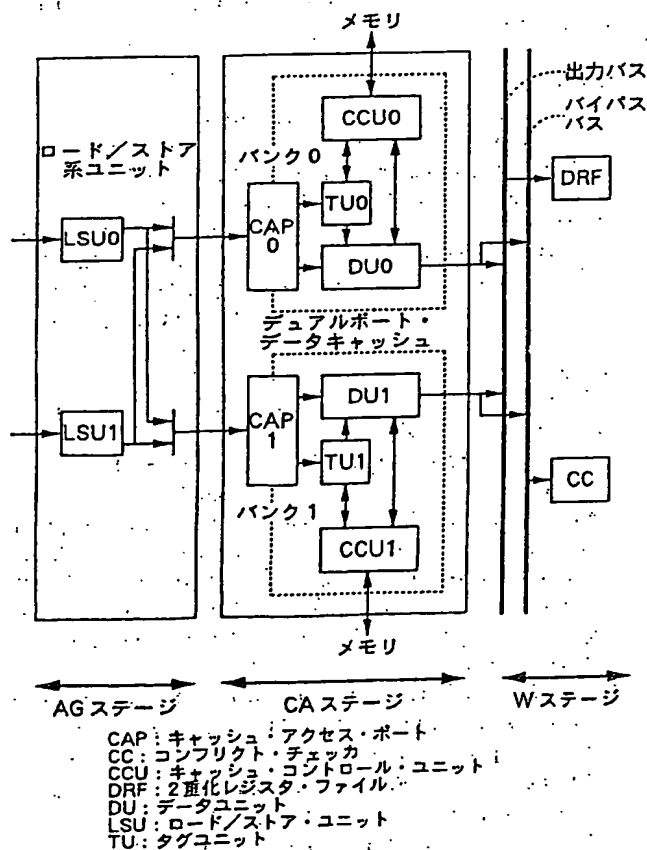 メモリ
出力バス
バイパス
バス
ロード/ストア
系ユニット
CCU0
バンク0
TU0
DRF
LSU0
CAP
0
DU0
デュアルポート・
データキャッシュ
LSU1
CAP
1
DU1
TU1
CC
バンク1
CCU1
メモリ
AGステージ
CAステージ
Wステージ
CAP:キャッシュ・アクセス・ポート
CC:コンフリクト・チェッカ
CCU:キャッシュ・コントロール・ユニット
DRF:2重化レジスタ・ファイル
DU:データユニット
LSU:ロード/ストア・ユニット
TU:タグユニット